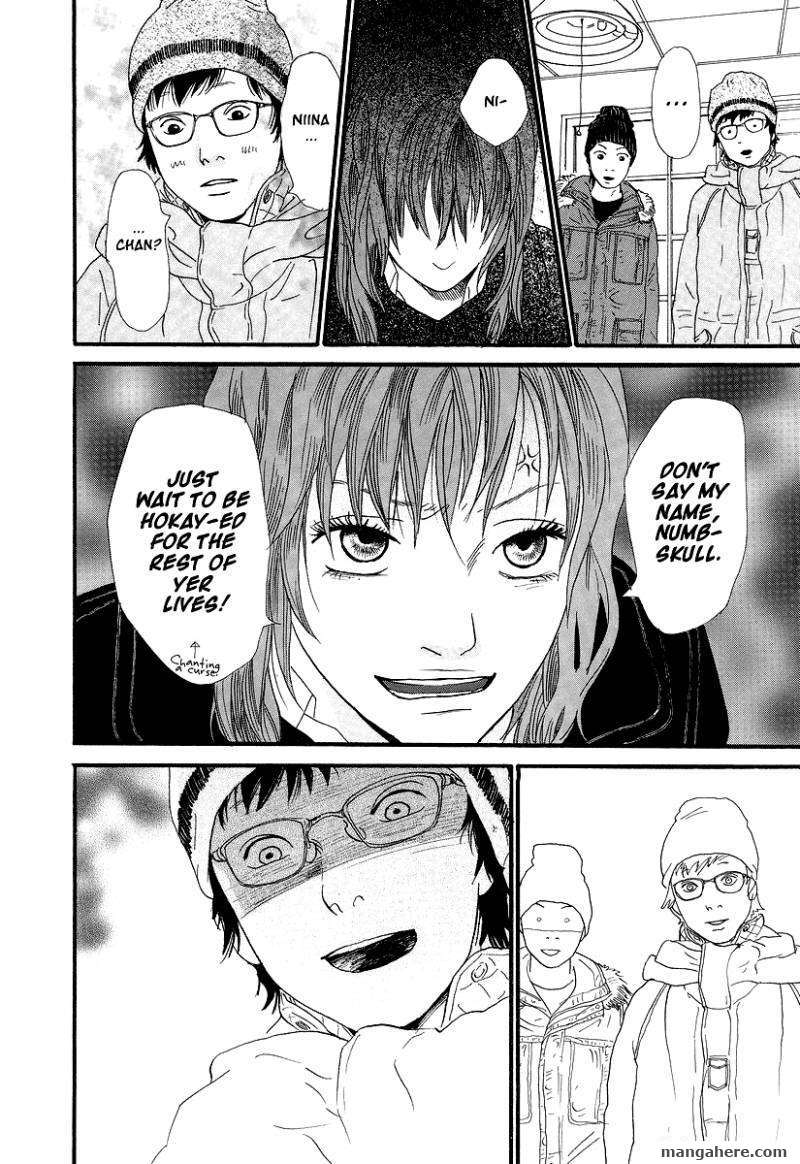 ...
NI-
NIINA
...
...
CHAN?
DON'T
SAY MY
NAME,
NUMB-
SKULL.
JUST
WAIT TO BE
HOKAY-ED
FOR THE
REST OF
YER
LIVES!
Chanting
a curse.
mangahere.com